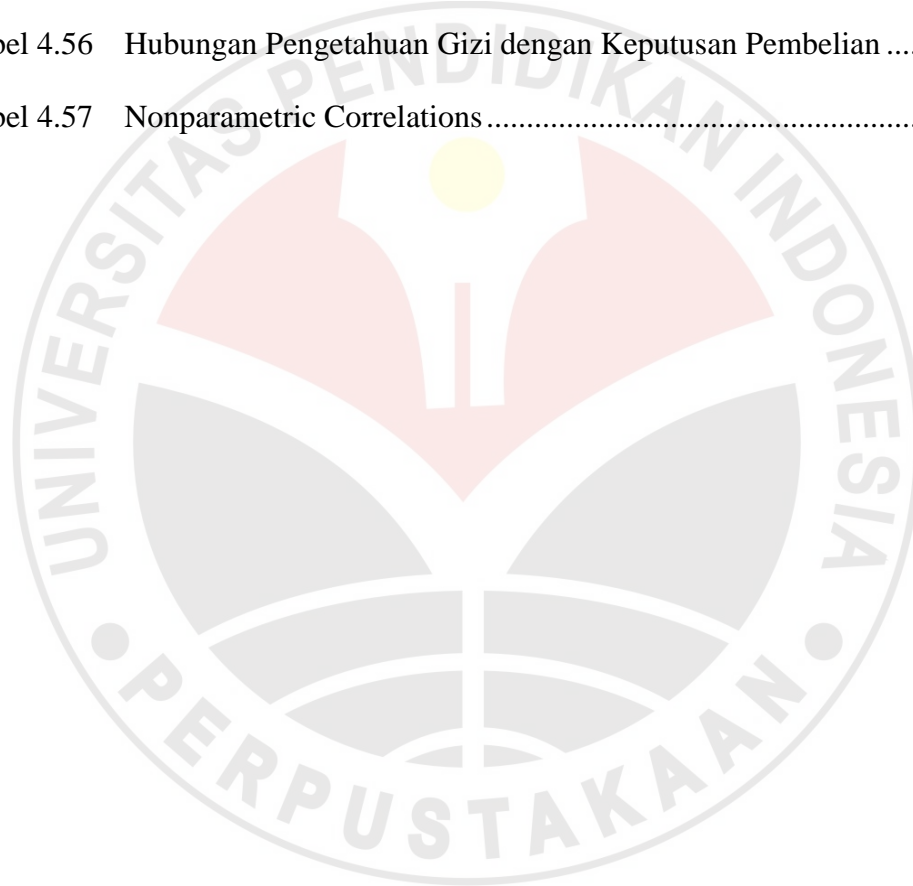 bel 4.56 Hubungan Pengetahuan Gizi dengan Keputusan Pembelian ....
bel 4.57 Nonparametric Correlations ....................................................................
UNIVERSITAS PENDIDIKAN INDONESIA
PERPUSTAKAAN